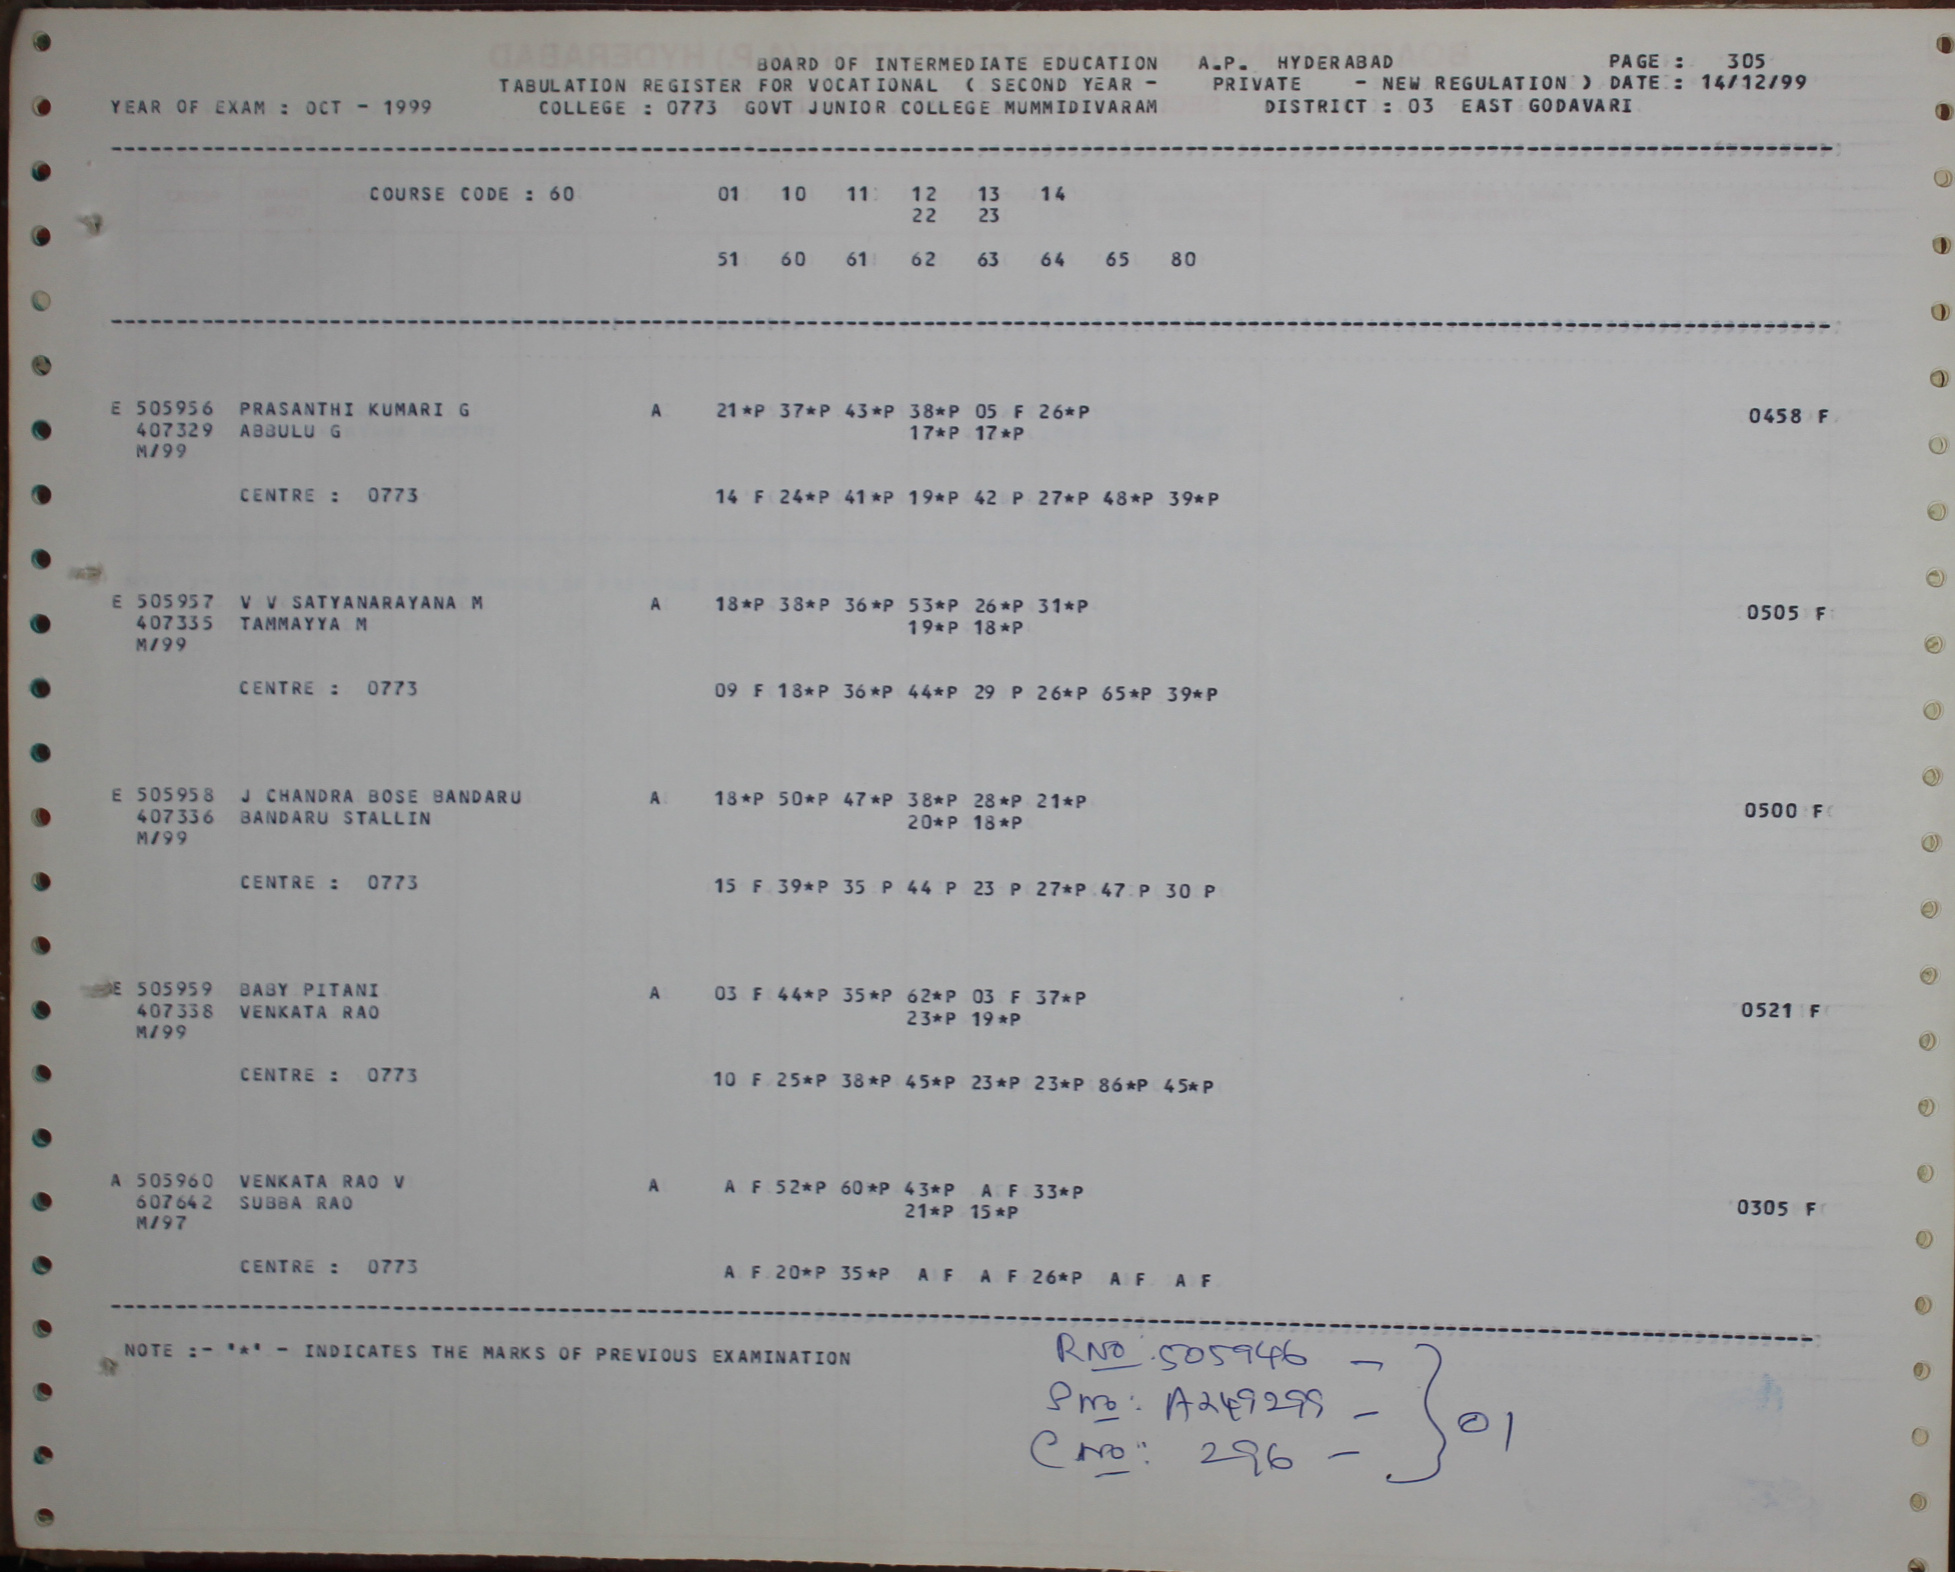 BOARD OF INTERMEDIATE EDUCATION A.P. HYDERABAD PAGE : 305
TABULATION REGISTER FOR VOCATIONAL ( SECOND YEAR - PRIVATE - NEW REGULATION ) DATE : 14/12/99
YEAR OF EXAM : OCT - 1999 COLLEGE : 0773 GOVT JUNIOR COLLEGE MUMMIDIVARAM DISTRICT : 03 EAST GODAVARI
COURSE CODE : 60 01 10 11 12 13 14
22 23
51 60 61 62 63 64 65 80
E 505956 PRASANTHI KUMARI G A 21*P 37*P 43*P 38*P 05 F 26*P 0458 F
407329 ABBULU G 17*P 17*P
M/99
CENTRE : 0773 14 F 24*P 41*P 19*P 42 P 27*P 48*P 39*P
E 505957 V V SATYANARAYANA M A 18*P 38*P 36*P 53*P 26*P 31*P 0505 F
407335 TAMMAYYA M 19*P 18*P
M/99
CENTRE : 0773 09 F 18*P 36*P 44*P 29 P 26*P 65*P 39*P
E 505958 J CHANDRA BOSE BANDARU A 18*P 50*P 47*P 38*P 28*P 21*P 0500 F
407336 BANDARU STALLIN 20*P 18*P
M/99
CENTRE : 0773 15 F 39*P 35 P 44 P 23 P 27*P 47 P 30 P
E 505959 BABY PITANI A 03 F 44*P 35*P 62*P 03 F 37*P 0521 F
407338 VENKATA RAO 23*P 19*P
M/99
CENTRE : 0773 10 F 25*P 38*P 45*P 23*P 23*P 86*P 45*P
A 505960 VENKATA RAO V A A F 52*P 60*P 43*P A F 33*P 0305 F
607642 SUBBA RAO 21*P 15*P
M/97
CENTRE : 0773 A F 20*P 35*P A F A F 26*P A F A F
NOTE :- '*' - INDICATES THE MARKS OF PREVIOUS EXAMINATION
RNo: 505946 -
SNo: A249299 - } 01
CNo: 296 -